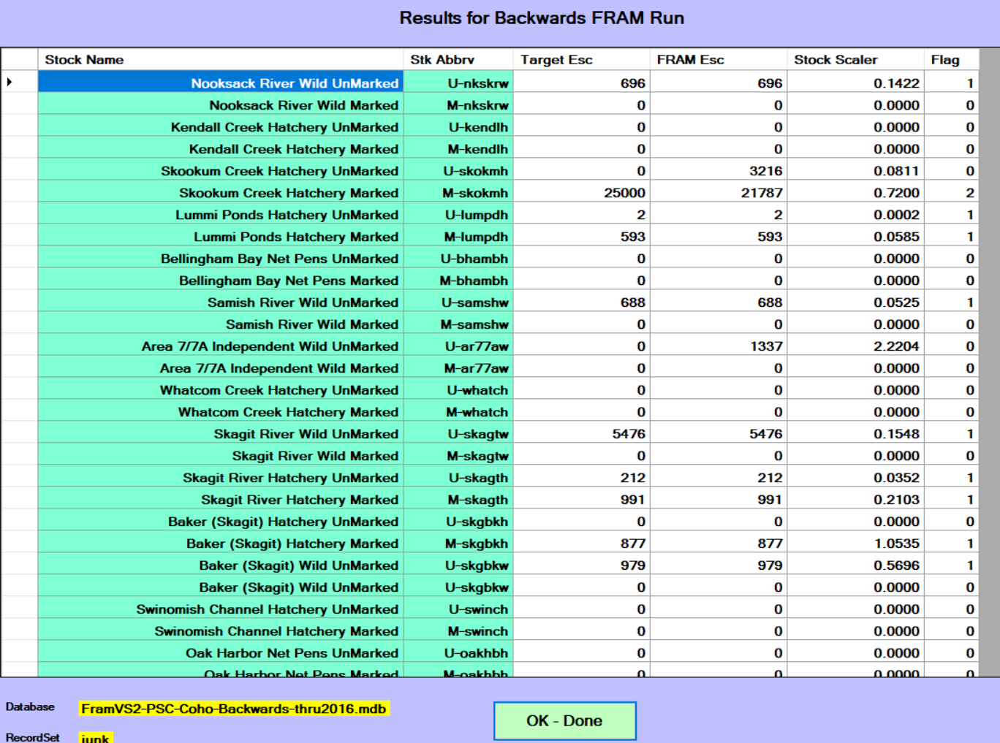 Results for Backwards FRAM Run
Stock Name Stk Abbrv Target Esc FRAM Esc Stock Scaler Flag
Nooksack River Wild UnMarked U-nkskrw 696 696 0.1422 1
Nooksack River Wild Marked M-nkskrw 0 0 0.0000 0
Kendall Creek Hatchery UnMarked U-kendlh 0 0 0.0000 0
Kendall Creek Hatchery Marked M-kendlh 0 0 0.0000 0
Skookum Creek Hatchery UnMarked U-skokmh 0 3216 0.0811 0
Skookum Creek Hatchery Marked M-skokmh 25000 21787 0.7200 2
Lummi Ponds Hatchery UnMarked U-lumpdh 2 2 0.0002 1
Lummi Ponds Hatchery Marked M-lumpdh 593 593 0.0585 1
Bellingham Bay Net Pens UnMarked U-bhambh 0 0 0.0000 0
Bellingham Bay Net Pens Marked M-bhambh 0 0 0.0000 0
Samish River Wild UnMarked U-samshw 688 688 0.0525 1
Samish River Wild Marked M-samshw 0 0 0.0000 0
Area 7/7A Independent Wild UnMarked U-ar77aw 0 1337 2.2204 0
Area 7/7A Independent Wild Marked M-ar77aw 0 0 0.0000 0
Whatcom Creek Hatchery UnMarked U-whatch 0 0 0.0000 0
Whatcom Creek Hatchery Marked M-whatch 0 0 0.0000 0
Skagit River Wild UnMarked U-skagtw 5476 5476 0.1548 1
Skagit River Wild Marked M-skagtw 0 0 0.0000 0
Skagit River Hatchery UnMarked U-skagth 212 212 0.0352 1
Skagit River Hatchery Marked M-skagth 991 991 0.2103 1
Baker (Skagit) Hatchery UnMarked U-skgbkh 0 0 0.0000 0
Baker (Skagit) Hatchery Marked M-skgbkh 877 877 1.0535 1
Baker (Skagit) Wild UnMarked U-skgbkw 979 979 0.5696 1
Baker (Skagit) Wild UnMarked U-skgbkw 0 0 0.0000 0
Swinomish Channel Hatchery UnMarked U-swinch 0 0 0.0000 0
Swinomish Channel Hatchery Marked M-swinch 0 0 0.0000 0
Oak Harbor Net Pens UnMarked U-oakhbh 0 0 0.0000 0
Oak Harbor Net Pens Marked M-oakhbh 0 0 0.0000 0
Database FramVS2-PSC-Coho-Backwards-thru2016.mdb
OK - Done
RecordSet junk